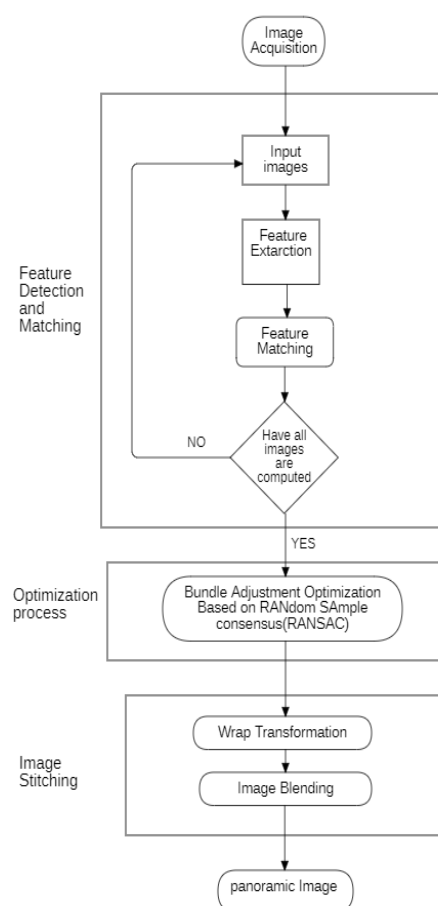 Image
Acquisition
Input
images
Feature
Extarction
Feature
Detection
and
Matching
Feature
Matching
Have all
images
are
computed
NO
YES
Optimization
process
Bundle Adjustment Optimization
Based on RANdom SAmple
consensus(RANSAC)
Wrap Transformation
Image
Stitching
Image Blending
panoramic Image